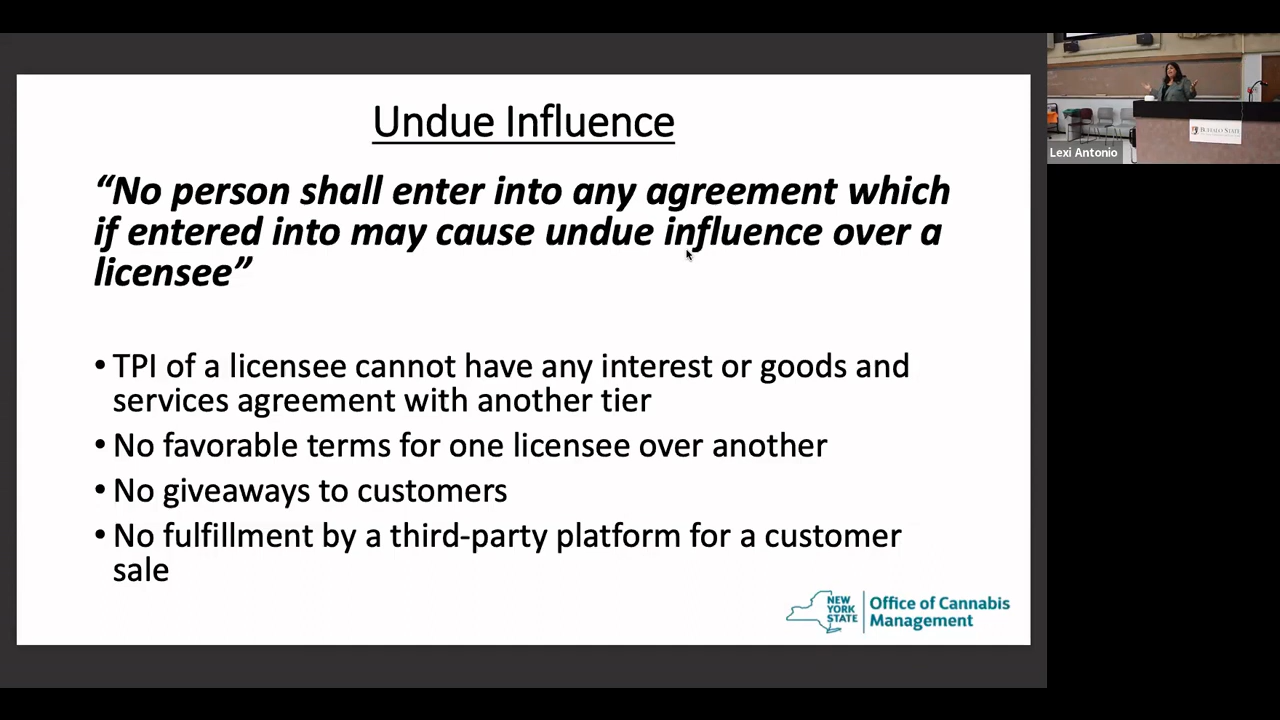 Undue Influence
“No person shall enter into any agreement which
if entered into may cause undue influence over a
licensee”
• TPI of a licensee cannot have any interest or goods and
services agreement with another tier
• No favorable terms for one licensee over another
• No giveaways to customers
• No fulfillment by a third-party platform for a customer
sale
NEW
YORK
STATE
Office of Cannabis
Management
Lexi Antonio
BUFFALO STATE